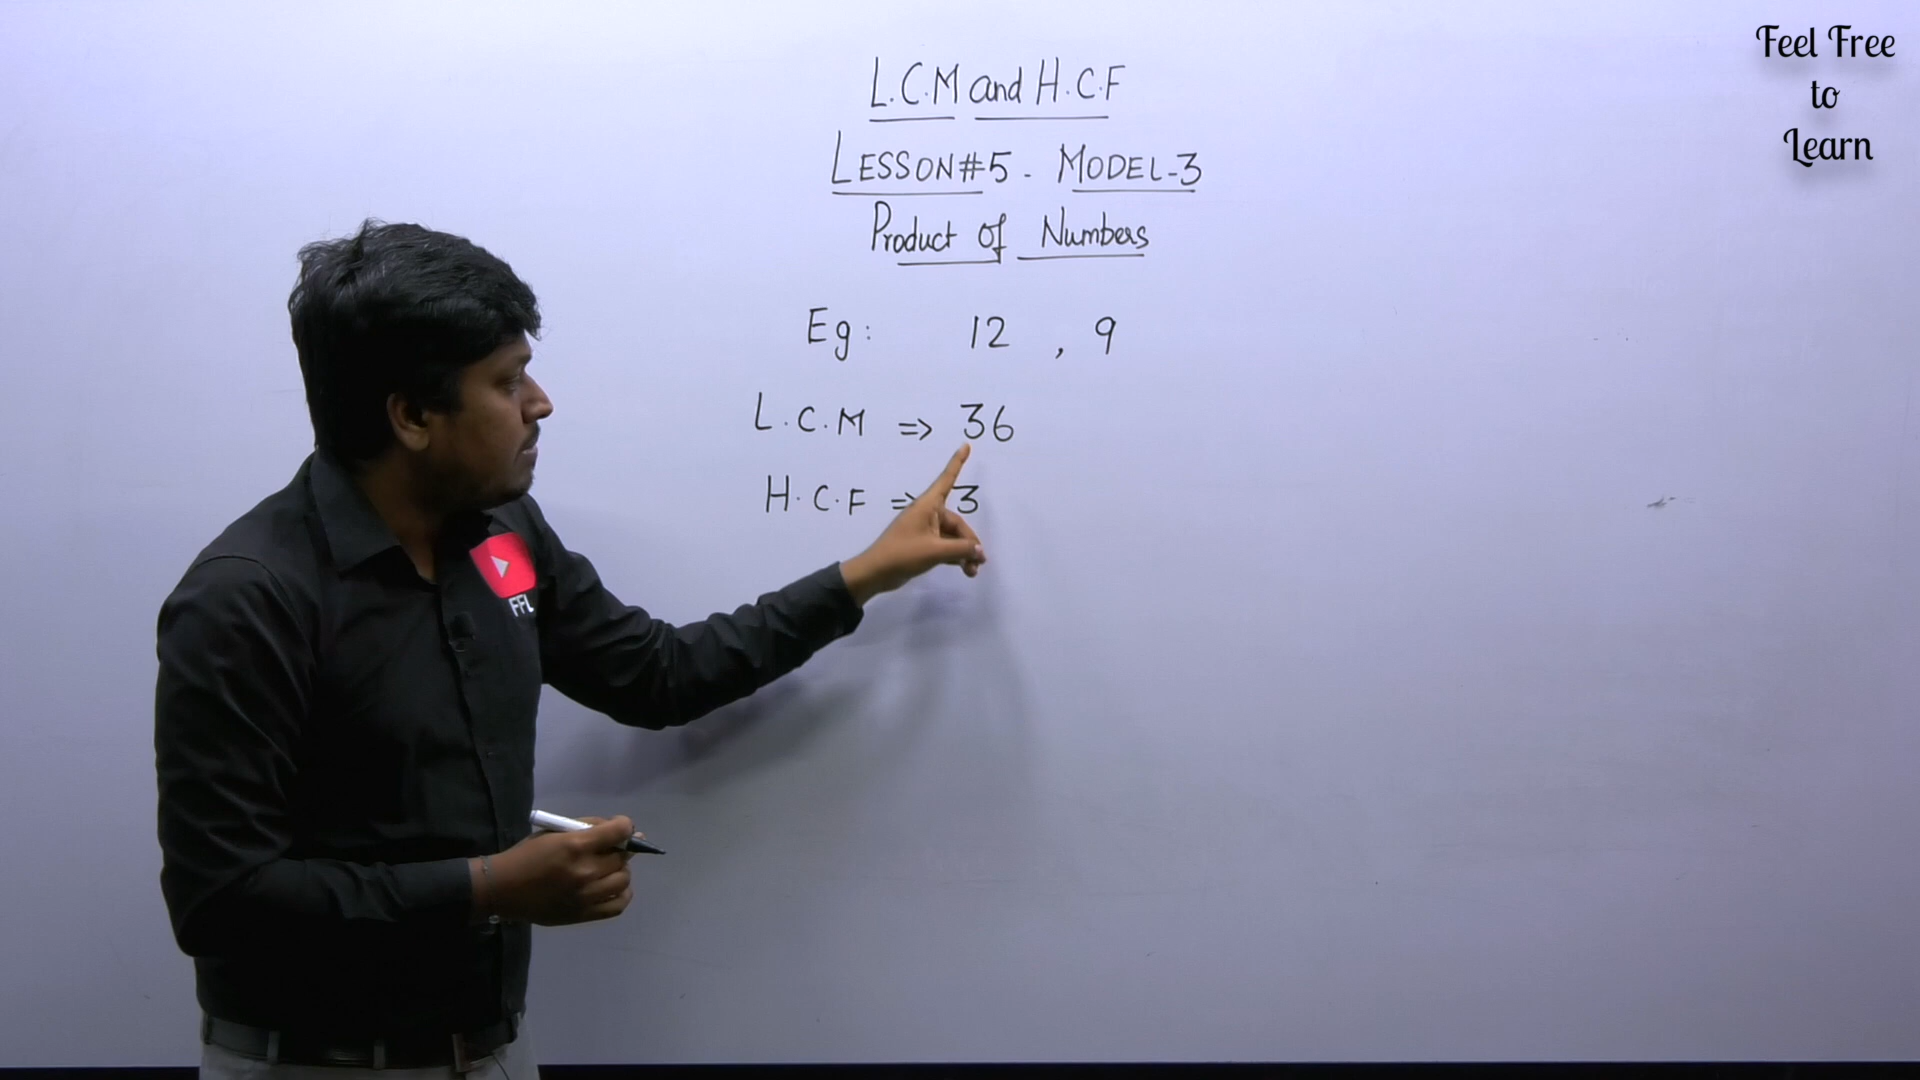 Feel Free
to
Learn
L.C.M and H.C.F
LESSON#5 - MODEL-3
Product of Numbers
Eg: 12 , 9
L.C.M => 36
H.C.F => 3
FFL